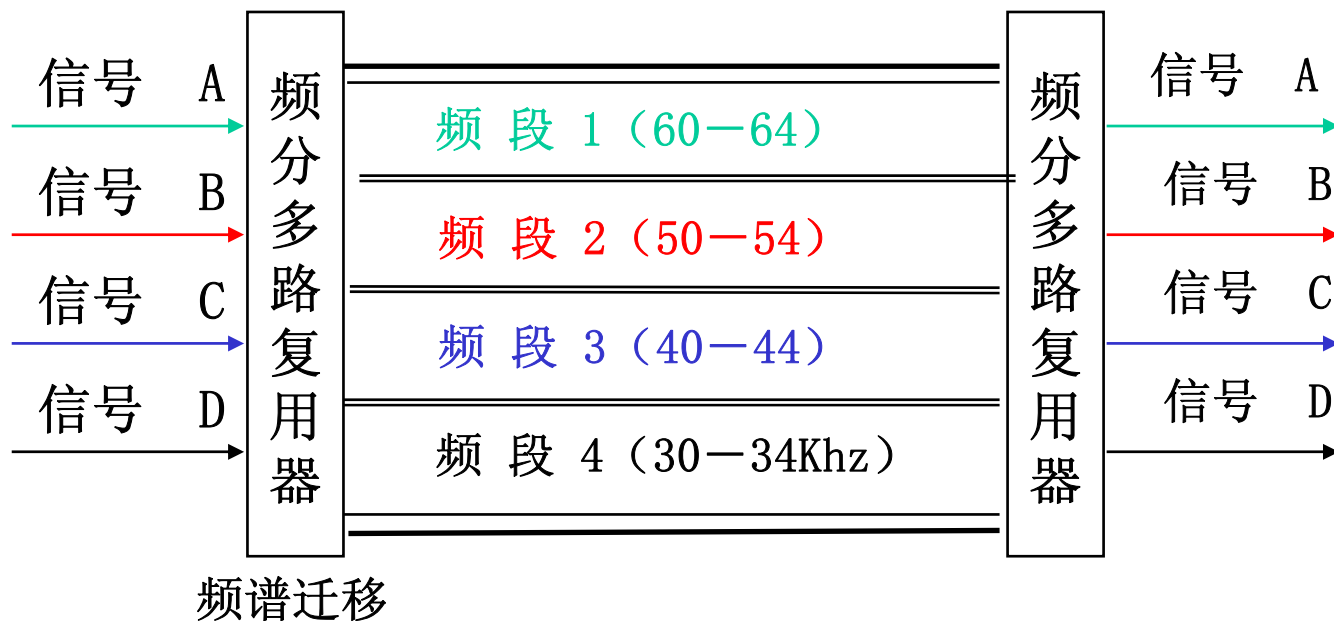 信号 A
信号 B
信号 C
信号 D
频分多路复用器
频 段 1（60－64）
频 段 2（50－54）
频 段 3（40－44）
频 段 4（30－34Khz）
频分多路复用器
信号 A
信号 B
信号 C
信号 D
频谱迁移